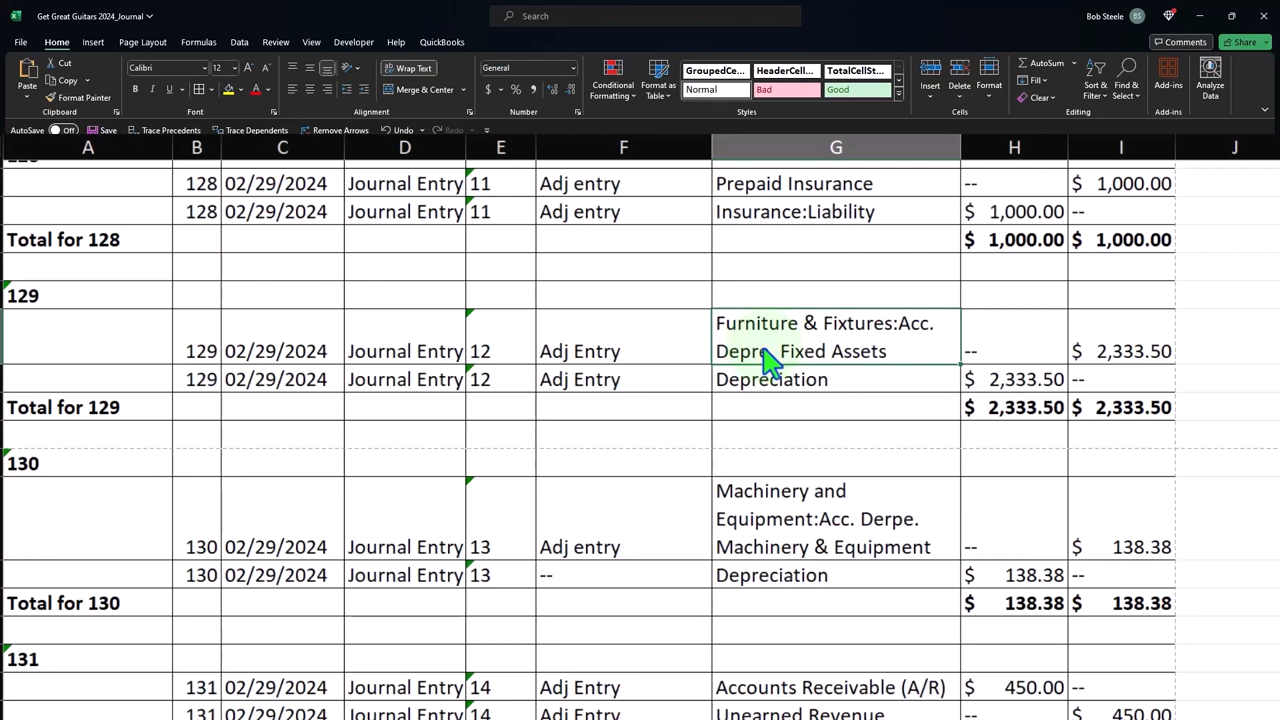 Get Great Guitars 2024_Journal
Search
Bob Steele
BS
File Home Insert Page Layout Formulas Data Review View Developer Help QuickBooks
Comments
Share
Paste
Cut
Copy
Format Painter
Clipboard
Calibri
12
Font
Wrap Text
Merge & Center
Alignment
General
Number
Conditional Formatting
Format as Table
GroupedCe... HeaderCell... TotalCellSt...
Normal Bad Good
Styles
Insert Delete Format
Cells
AutoSum
Fill
Clear
Sort & Filter
Find & Select
Editing
Add-ins
Add-ins
Analyze Data
AutoSave Off Save Trace Precedents Trace Dependents Remove Arrows Undo Redo
A B C D E F G H I J
128 02/29/2024 Journal Entry 11 Adj entry Prepaid Insurance -- $ 1,000.00
128 02/29/2024 Journal Entry 11 Adj entry Insurance:Liability $ 1,000.00 --
Total for 128 $ 1,000.00 $ 1,000.00
129
Furniture & Fixtures:Acc.
129 02/29/2024 Journal Entry 12 Adj Entry Depre. Fixed Assets -- $ 2,333.50
129 02/29/2024 Journal Entry 12 Adj Entry Depreciation $ 2,333.50 --
Total for 129 $ 2,333.50 $ 2,333.50
130
Machinery and
Equipment:Acc. Derpe.
130 02/29/2024 Journal Entry 13 Adj entry Machinery & Equipment -- $ 138.38
130 02/29/2024 Journal Entry 13 -- Depreciation $ 138.38 --
Total for 130 $ 138.38 $ 138.38
131
131 02/29/2024 Journal Entry 14 Adj Entry Accounts Receivable (A/R) $ 450.00 --
131 02/29/2024 Journal Entry 14 Adj Entry Unearned Revenue -- $ 450.00